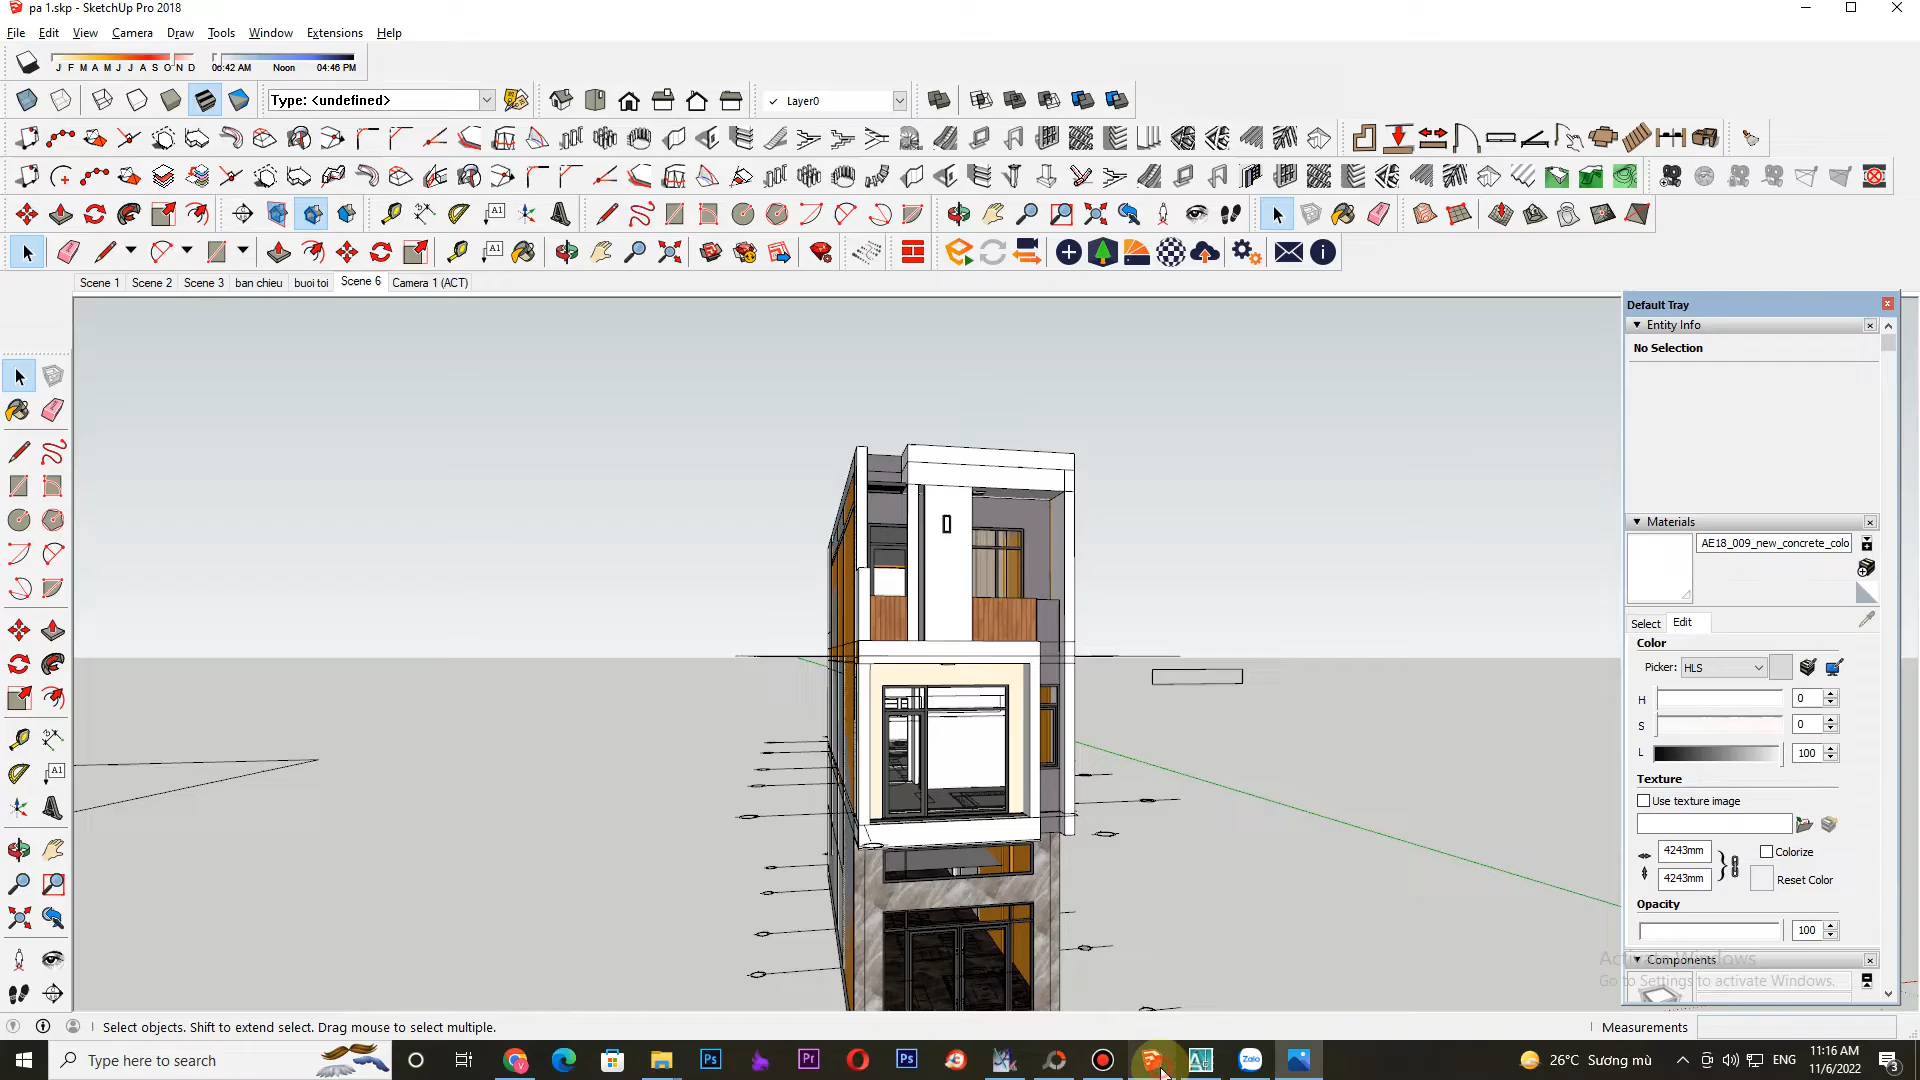 pa 1.skp - SketchUp Pro 2018
File Edit View Camera Draw Tools Window Extensions Help
J F M A M J J A S O N D 06:42 AM Noon 04:46 PM
Type: <undefined>
Layer0
Scene 1 Scene 2 Scene 3 ban chieu buoi toi Scene 6 Camera 1 (ACT)
Default Tray
Entity Info
No Selection
Materials
AE18_009_new_concrete_colo
Select Edit
Color
Picker: HLS
H 0
S 0
L 100
Texture
Use texture image
4243mm Colorize
4243mm Reset Color
Opacity
100
Components
Activate Windows
Go to Settings to activate Windows.
Select objects. Shift to extend select. Drag mouse to select multiple.
Measurements
Type here to search
Ps
Pr
Ps
Zalo
26°C Sương mù
ENG
11:16 AM
11/6/2022
3